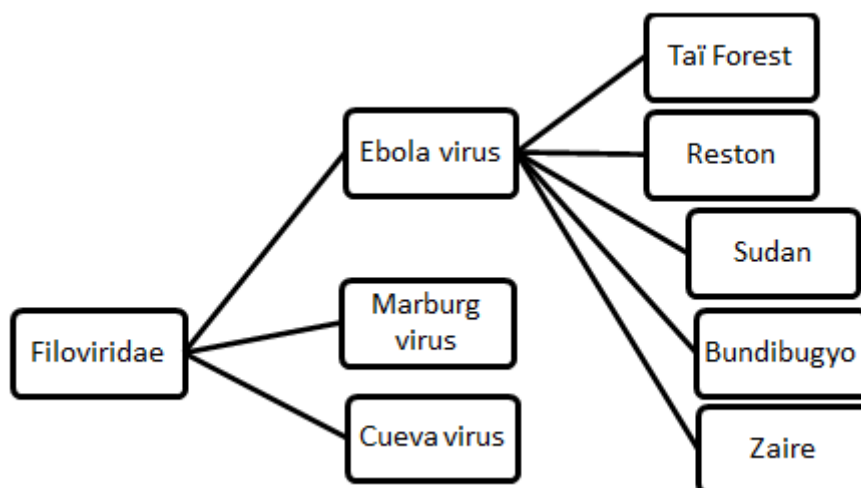 Taï Forest
Ebola virus
Reston
Sudan
Marburg
virus
Filoviridae
Bundibugyo
Cueva virus
Zaire